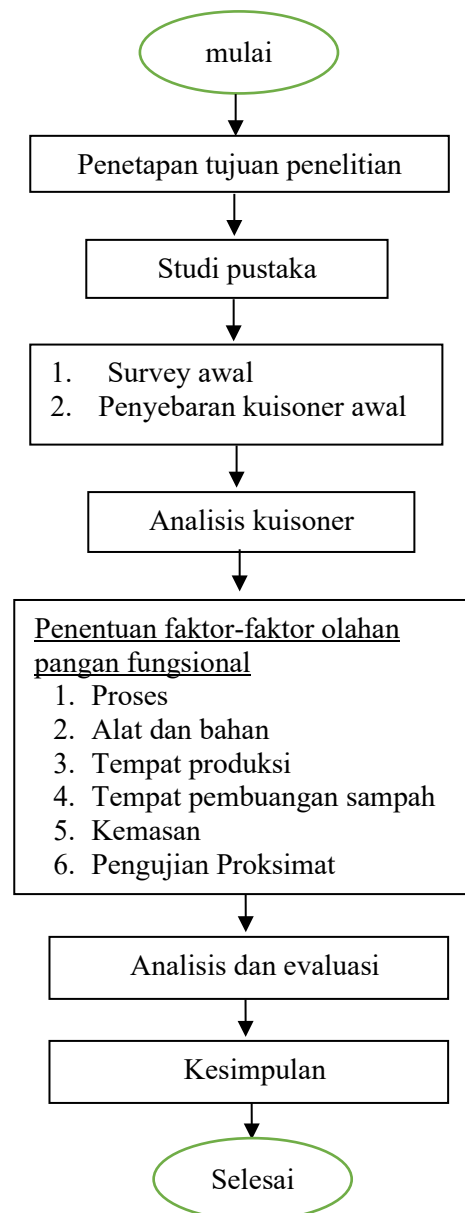 mulai
Penetapan tujuan penelitian
Studi pustaka
1. Survey awal
2. Penyebaran kuisoner awal
Analisis kuisoner
Penentuan faktor-faktor olahan
pangan fungsional
1. Proses
2. Alat dan bahan
3. Tempat produksi
4. Tempat pembuangan sampah
5. Kemasan
6. Pengujian Proksimat
Analisis dan evaluasi
Kesimpulan
Selesai